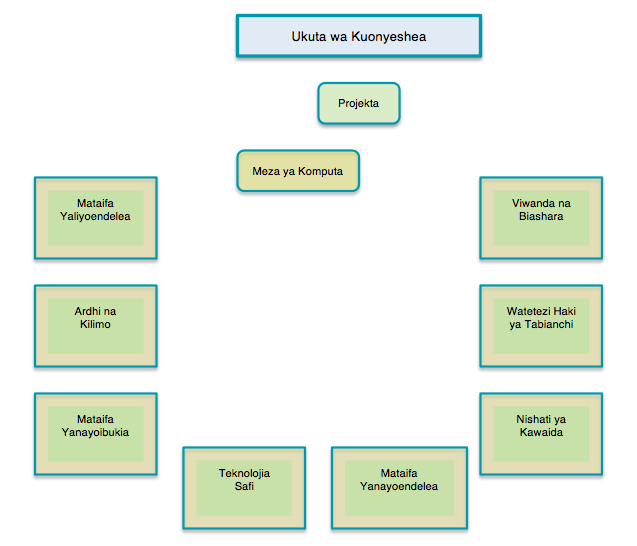 Ukuta wa Kuonyeshea
Projekta
Meza ya Komputa
Mataifa
Yaliyoendelea
Viwanda na
Biashara
Ardhi na
Kilimo
Watetezi Haki
ya Tabianchi
Mataifa
Yanayoibukia
Nishati ya
Kawaida
Teknolojia
Safi
Mataifa
Yanayoendelea